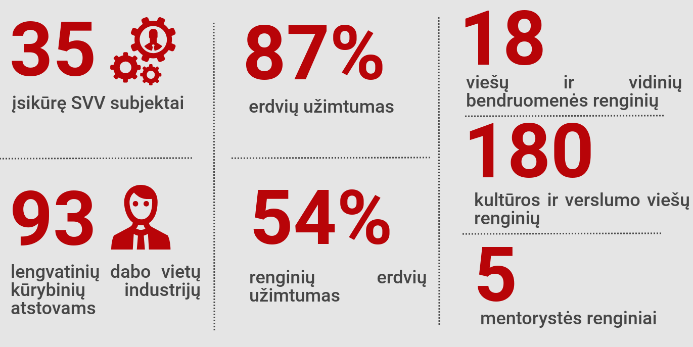 35
įsikūrę SVV subjektai
93
lengvatinių dabo vietų
kūrybinių industrijų
atstovams
87%
erdvių užimtumas
54%
renginių erdvių
užimtumas
18
viešų ir vidinių
bendruomenės renginių
180
kultūros ir verslumo viešų
renginių
5
mentorystės renginiai